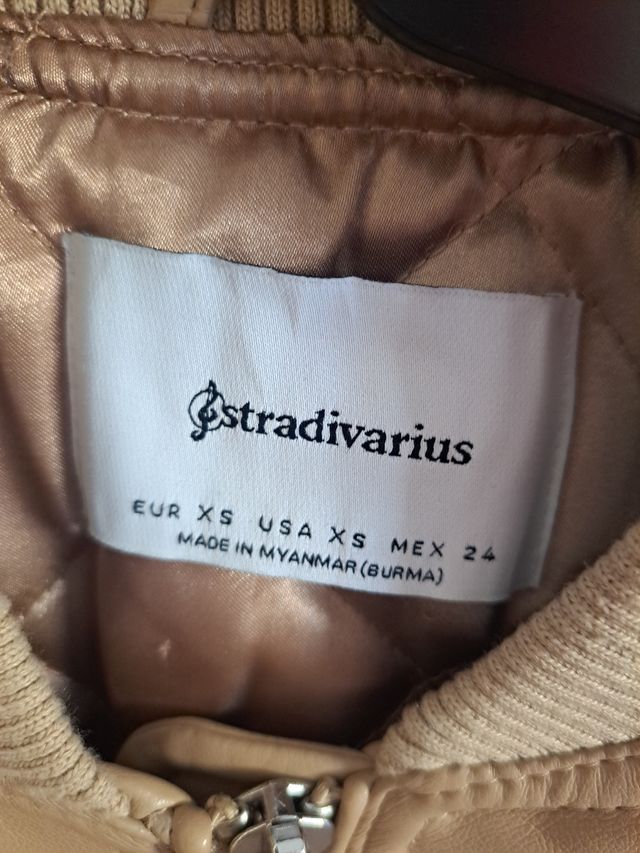 stradivarius
EUR XS USA XS MEX 24
MADE IN MYANMAR (BURMA)